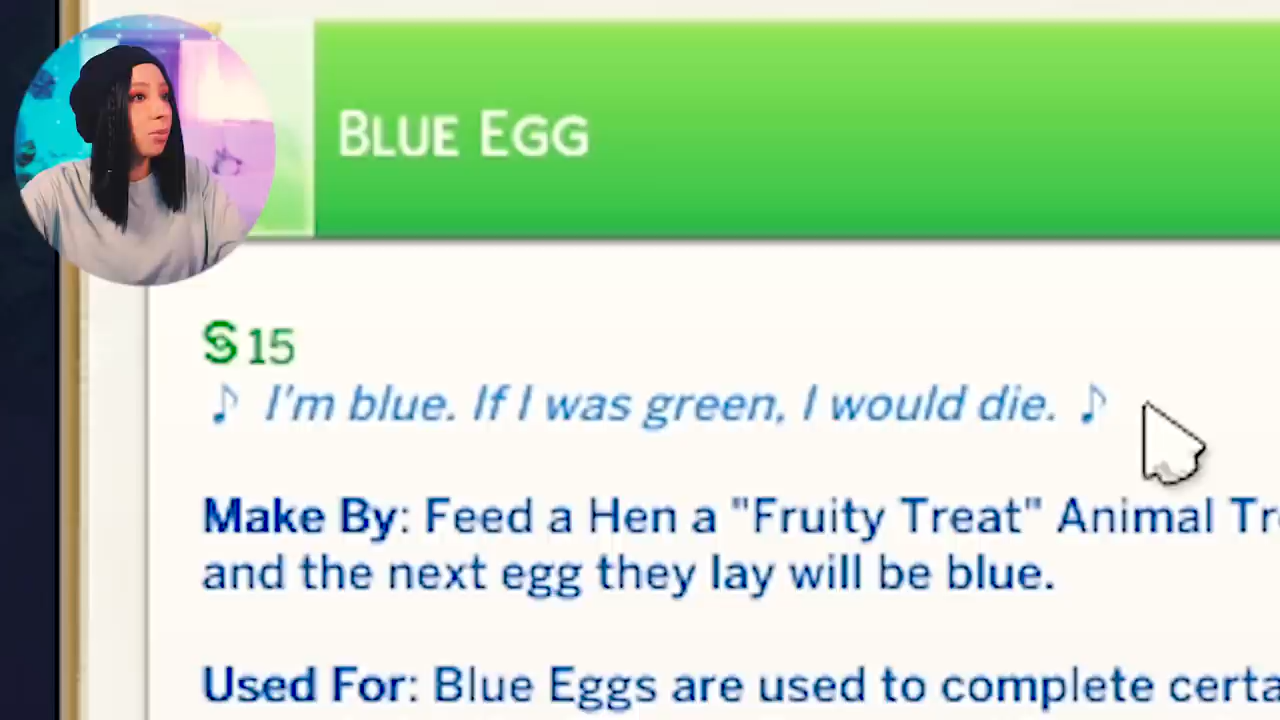 Blue Egg
§15
♪ I'm blue. If I was green, I would die. ♪
Make By: Feed a Hen a "Fruity Treat" Animal
and the next egg they lay will be blue.
Used For: Blue Eggs are used to complete